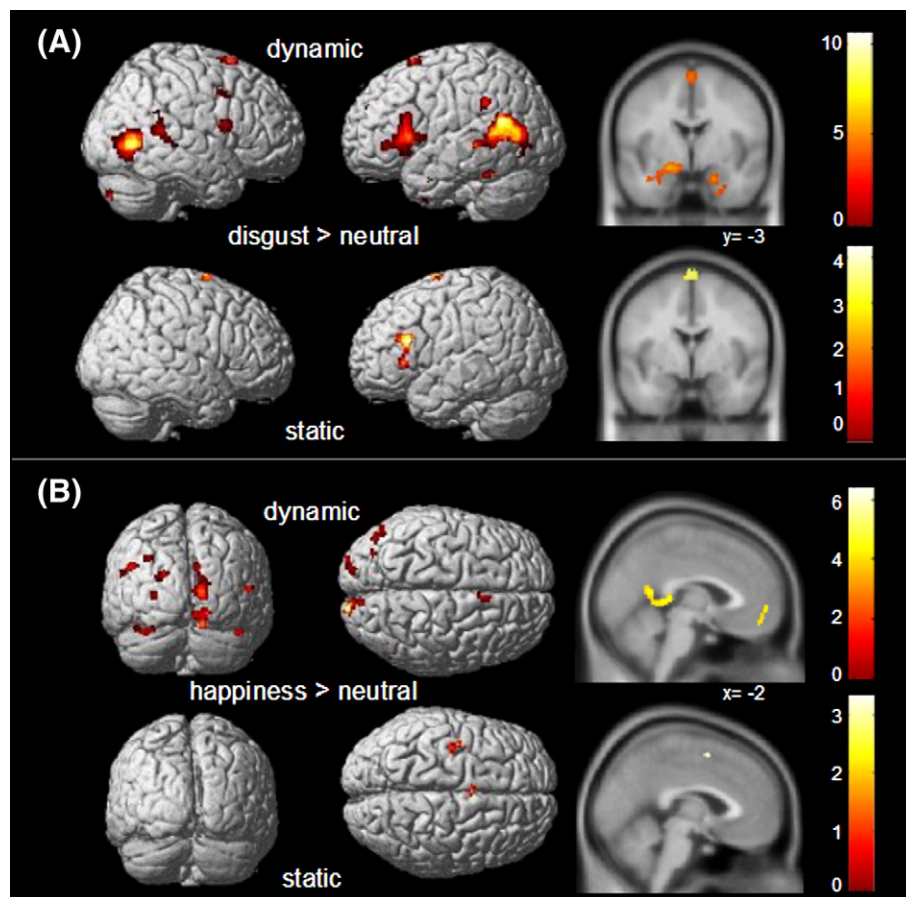 (A)
dynamic
10
5
0
disgust > neutral
y= -3
4
3
2
1
0
static
(B)
dynamic
6
4
2
0
happiness > neutral
x= -2
3
2
1
0
static